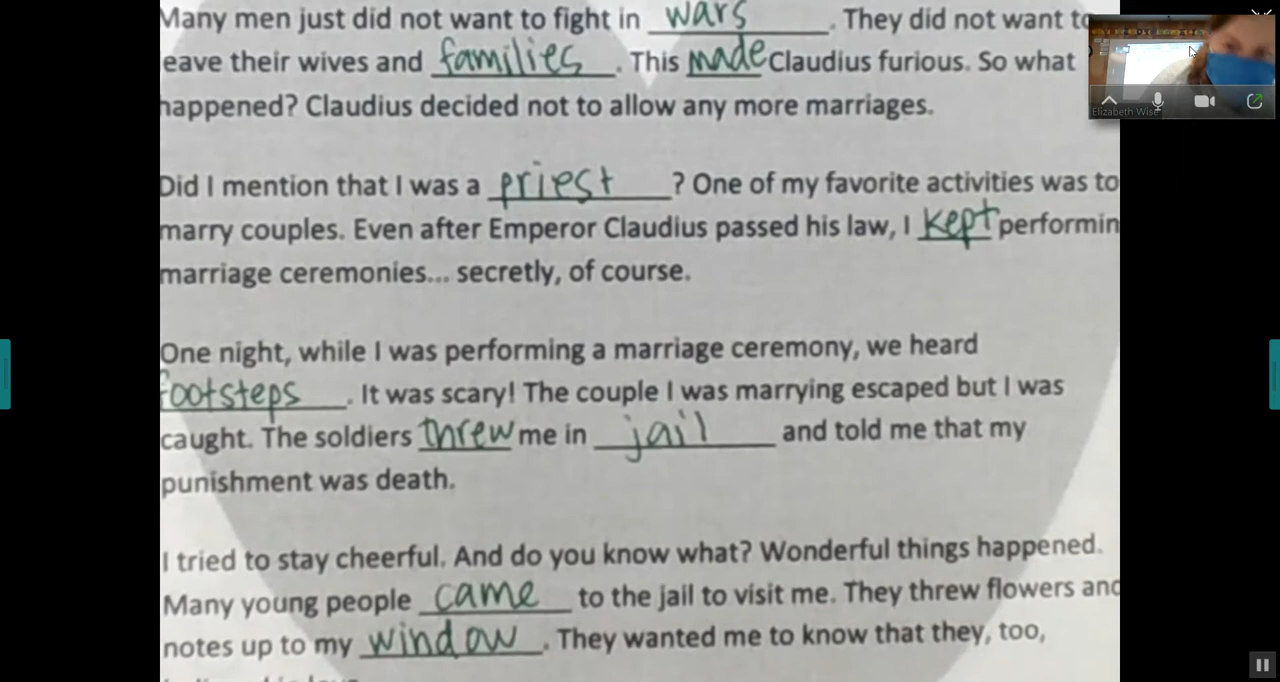 Many men just did not want to fight in wars. They did not want to
eave their wives and families. This made Claudius furious. So what
happened? Claudius decided not to allow any more marriages.
Did I mention that I was a priest? One of my favorite activities was to
marry couples. Even after Emperor Claudius passed his law, I kept performin
marriage ceremonies... secretly, of course.
One night, while I was performing a marriage ceremony, we heard
footsteps. It was scary! The couple I was marrying escaped but I was
caught. The soldiers threw me in jail and told me that my
punishment was death.
I tried to stay cheerful. And do you know what? Wonderful things happened.
Many young people came to the jail to visit me. They threw flowers and
notes up to my window. They wanted me to know that they, too,
Elizabeth Wise